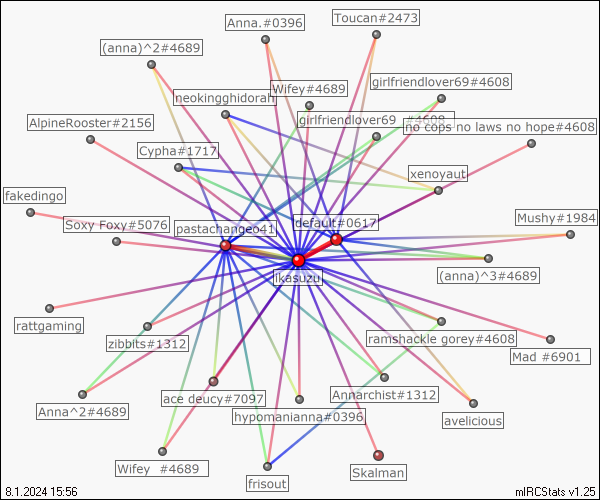 Anna.#0396
Toucan#2473
(anna)^2#4689
Wifey#4689
girlfriendlover69#4608
neokingghidorah
AlpineRooster#2156
girlfriendlover69 #4608
no cops no laws no hope#4608
Cypha#1717
xenoyaut
fakedingo
Soxy Foxy#5076
pastachangeo41
default#0617
Mushy#1984
ikasuzu
(anna)^3#4689
rattgaming
zibbits#1312
ramshackle gorey#4608
Mad #6901
Anna^2#4689
ace deucy#7097
Annarchist#1312
hypomanianna#0396
avelicious
Wifey #4689
frisout
Skalman
8.1.2024 15:56
mIRCStats v1.25